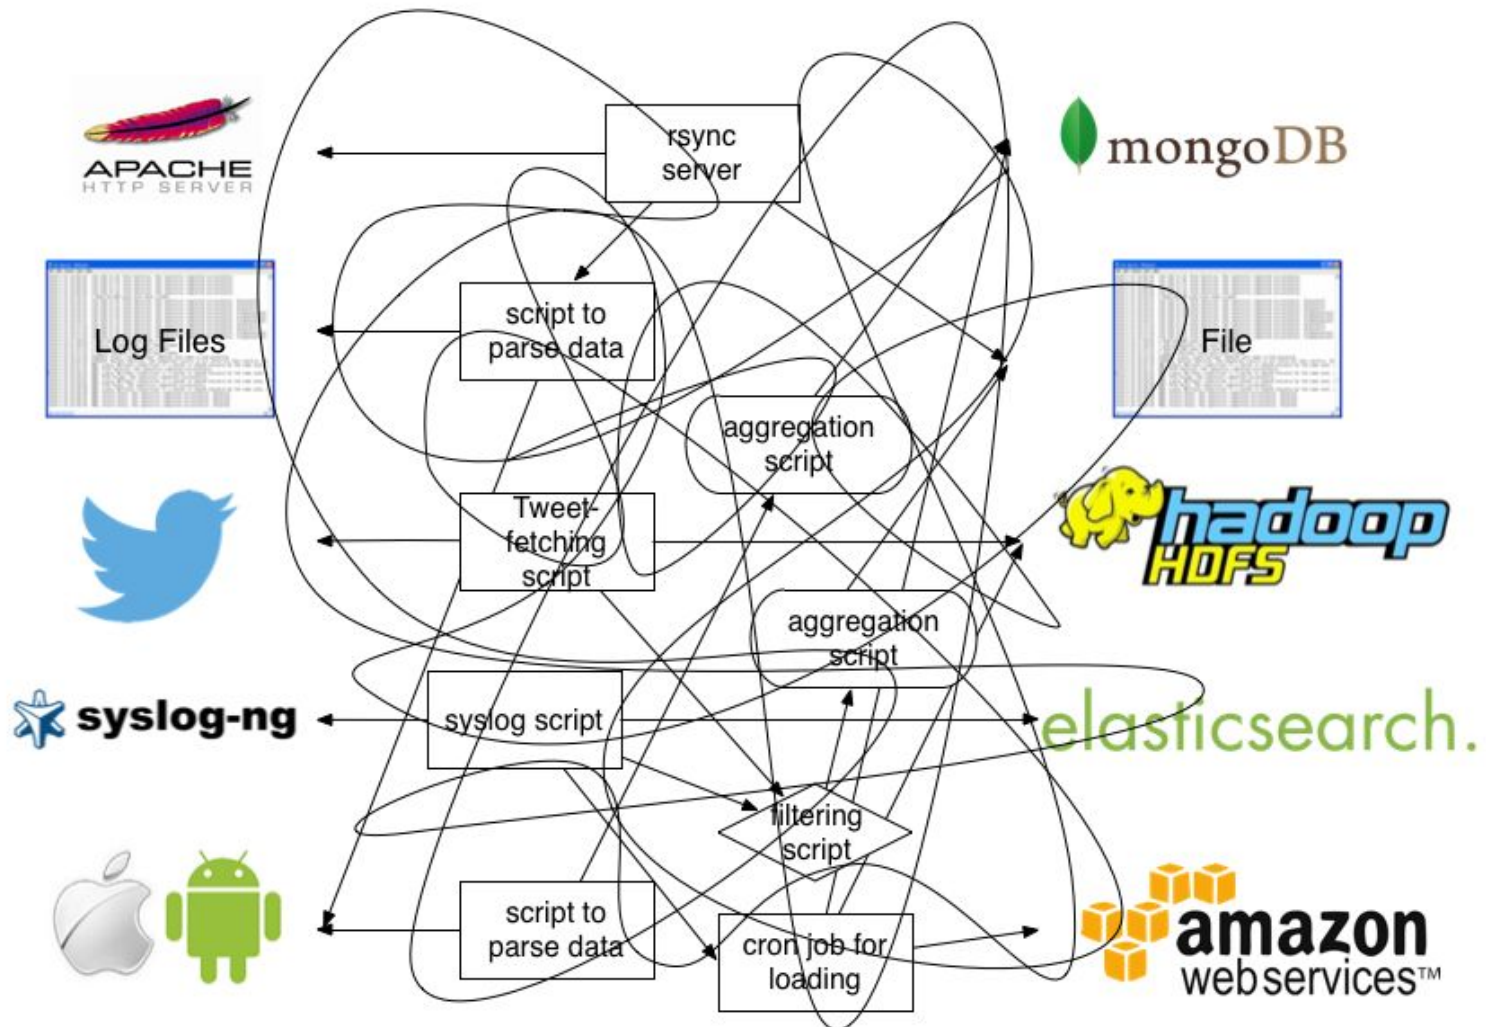 APACHE
HTTP SERVER
rsync
server
mongoDB
Log Files
script to
parse data
File
aggregation
script
Tweet-
fetching
script
hadoop
HDFS
aggregation
script
syslog-ng
syslog script
elasticsearch.
filtering
script
script to
parse data
cron job for
loading
amazon
webservices™